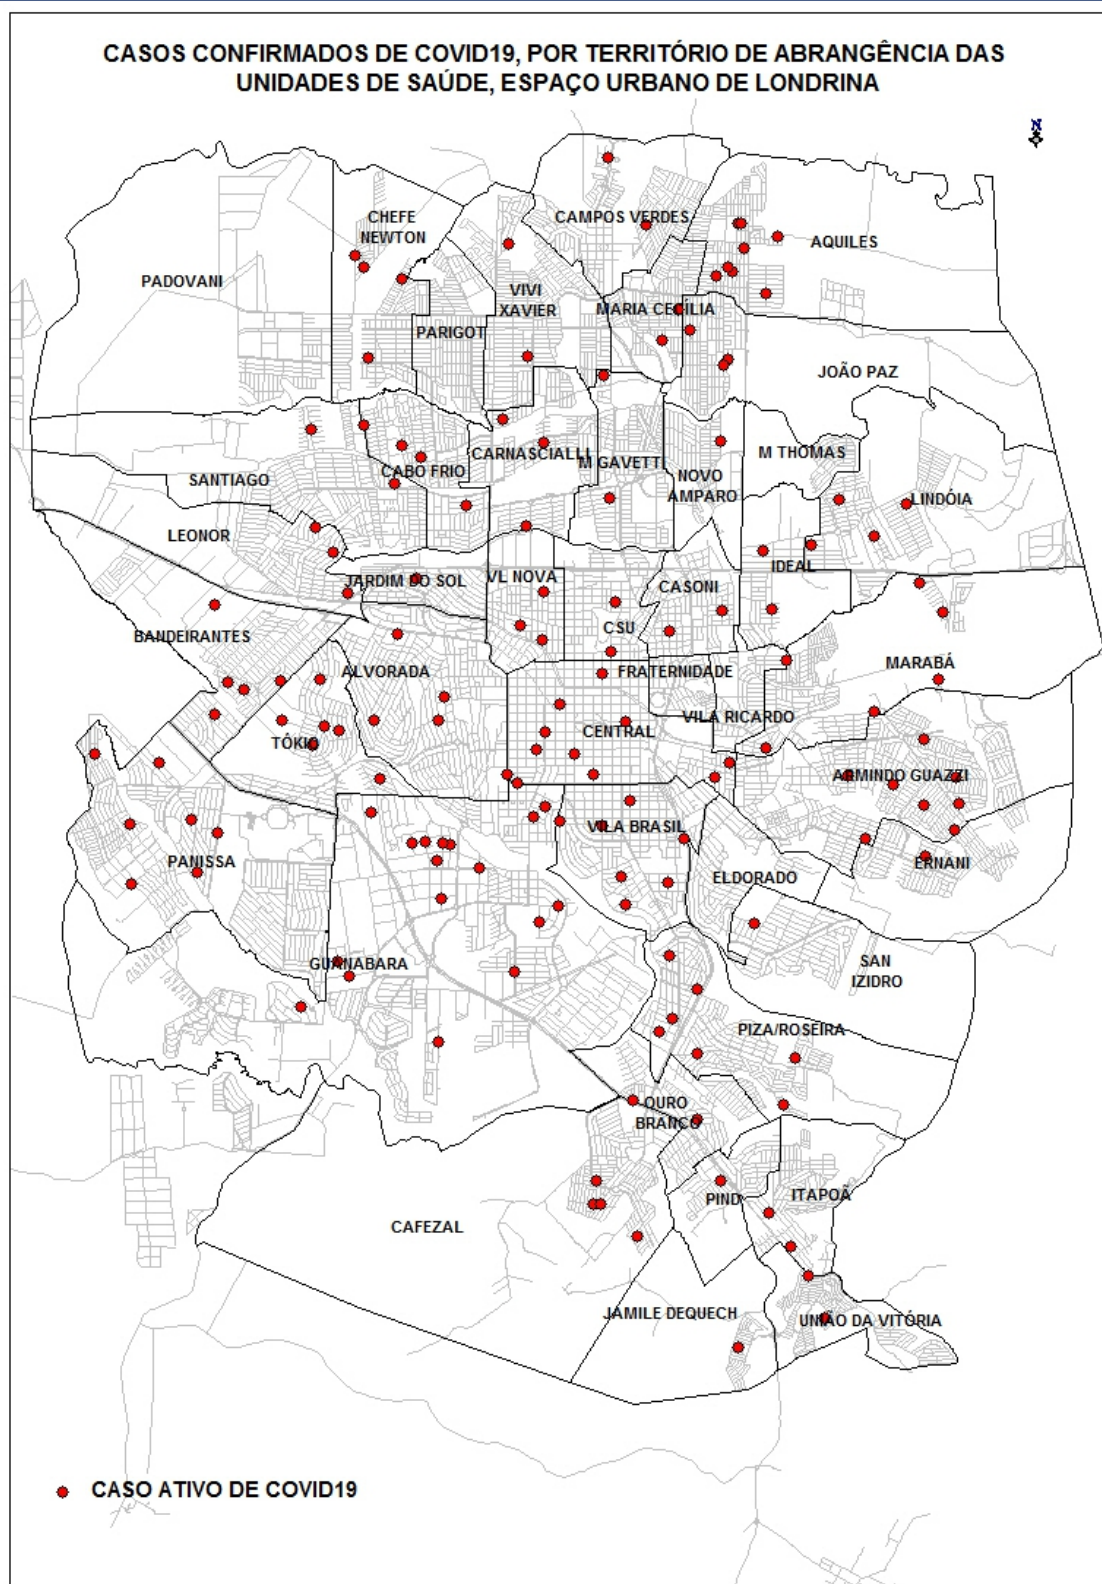 CASOS CONFIRMADOS DE COVID19, POR TERRITÓRIO DE ABRANGÊNCIA DAS
UNIDADES DE SAÚDE, ESPAÇO URBANO DE LONDRINA
N
CHEFE
NEWTON
CAMPOS VERDES
AQUILES
PADOVANI
VIVI
XAVIER
MARIA CECÍLIA
PARIGOT
JOÃO PAZ
CARNASCIALLI
M GAVETTI
M THOMAS
CABO FRIO
SANTIAGO
NOVO
AMPARO
LINDÓIA
LEONOR
IDEAL
JARDIM DO SOL
VL NOVA
CASONI
CSU
BANDEIRANTES
ALVORADA
FRATERNIDADE
MARABÁ
VILA RICARDO
CENTRAL
TÓKIO
ARMINDO GUAZZI
VILA BRASIL
PANISSA
ELDORADO
ERNANI
GUANABARA
SAN
IZIDRO
PIZA/ROSEIRA
OURO
BRANCO
PIND
ITAPOÃ
CAFEZAL
JAMILE DEQUECH
UNIÃO DA VITÓRIA
CASO ATIVO DE COVID19